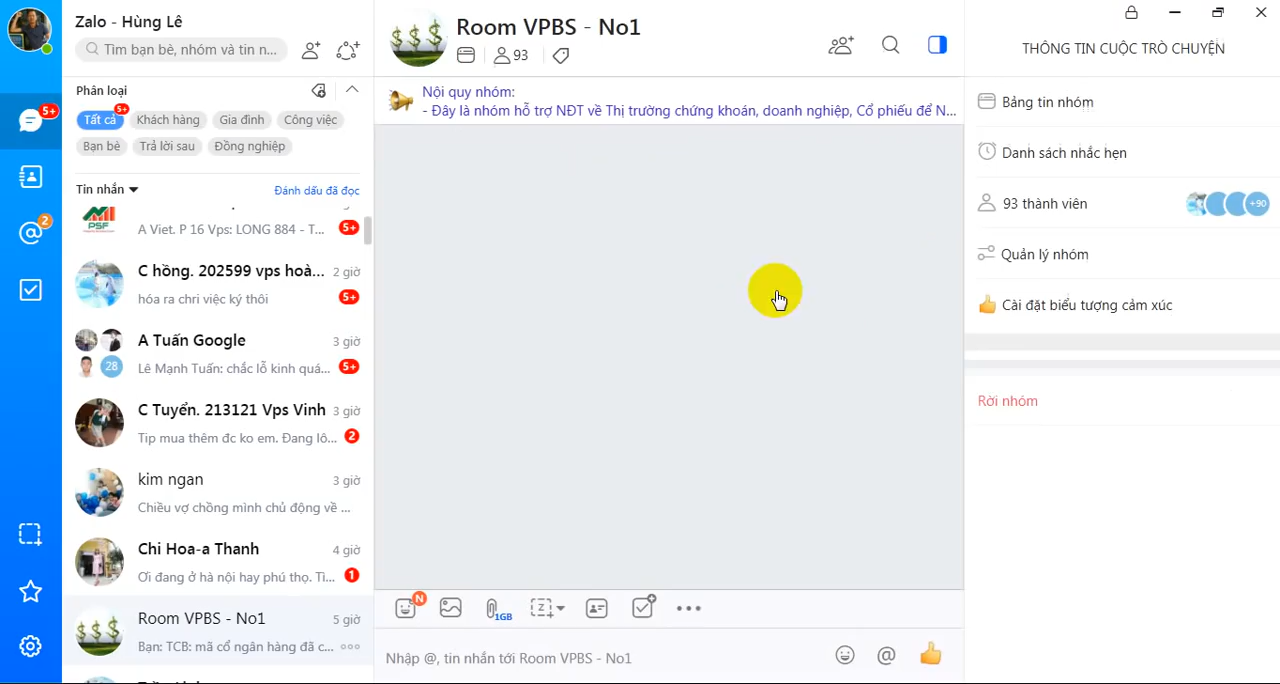 Zalo - Hùng Lê
Tìm bạn bè, nhóm và tin n...
Phân loại
Tất cả
5+
Khách hàng
Gia đình
Công việc
Bạn bè
Trả lời sau
Đồng nghiệp
Tin nhắn
Đánh dấu đã đọc
5+
2
PSF
A Viet. P 16 Vps: LONG 884 - T...
5+
C hồng. 202599 vps hoà...
2 giờ
hóa ra chri việc ký thôi
5+
A Tuấn Google
3 giờ
28
Lê Mạnh Tuấn: chắc lỗ kinh quá...
5+
C Tuyển. 213121 Vps Vinh
3 giờ
Tip mua thêm đc ko em. Đang lô...
2
kim ngan
3 giờ
Chiều vợ chồng mình chủ động về ...
Chi Hoa-a Thanh
4 giờ
Ơi đang ở hà nội hay phú thọ. Tì...
1
Room VPBS - No1
5 giờ
Bạn: TCB: mã cổ ngân hàng đã c...
Room VPBS - No1
93
Nội quy nhóm:
- Đây là nhóm hỗ trợ NĐT về Thị trường chứng khoán, doanh nghiệp, Cổ phiếu để N...
N
1GB
Z
Nhập @, tin nhắn tới Room VPBS - No1
THÔNG TIN CUỘC TRÒ CHUYỆN
Bảng tin nhóm
Danh sách nhắc hẹn
93 thành viên
+90
Quản lý nhóm
Cài đặt biểu tượng cảm xúc
Rời nhóm